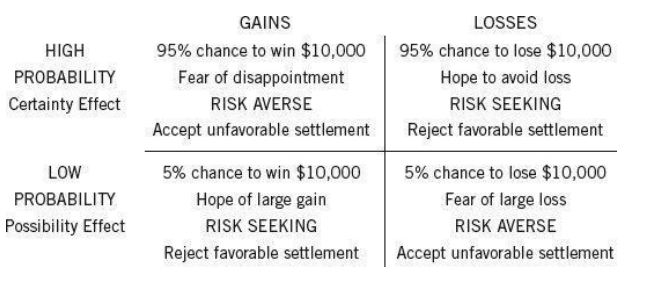 GAINS LOSSES
HIGH 95% chance to win $10,000 95% chance to lose $10,000
PROBABILITY Fear of disappointment Hope to avoid loss
Certainty Effect RISK AVERSE RISK SEEKING
Accept unfavorable settlement Reject favorable settlement
LOW 5% chance to win $10,000 5% chance to lose $10,000
PROBABILITY Hope of large gain Fear of large loss
Possibility Effect RISK SEEKING RISK AVERSE
Reject favorable settlement Accept unfavorable settlement